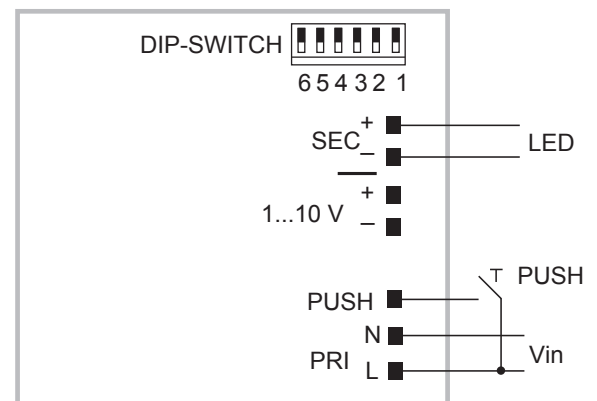 DIP-SWITCH
6 5 4 3 2 1
+
SEC
–
LED
+
1...10 V
–
PUSH
PUSH
N
PRI
L
Vin